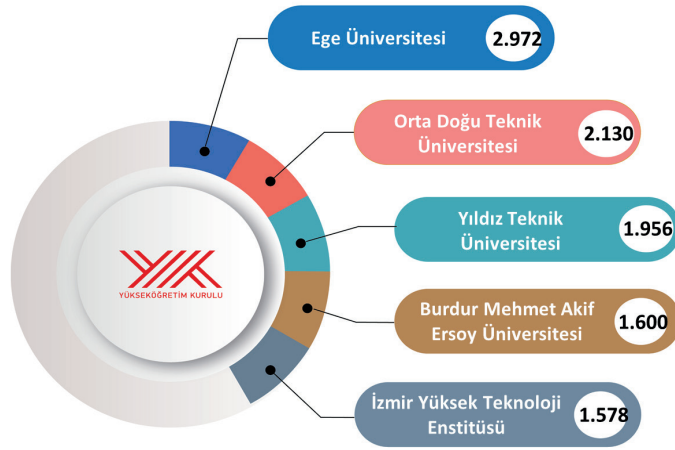 Ege Üniversitesi
2.972
Orta Doğu Teknik
Üniversitesi
2.130
Yıldız Teknik
Üniversitesi
1.956
YÜKSEKÖĞRETİM KURULU
Burdur Mehmet Akif
Ersoy Üniversitesi
1.600
İzmir Yüksek Teknoloji
Enstitüsü
1.578